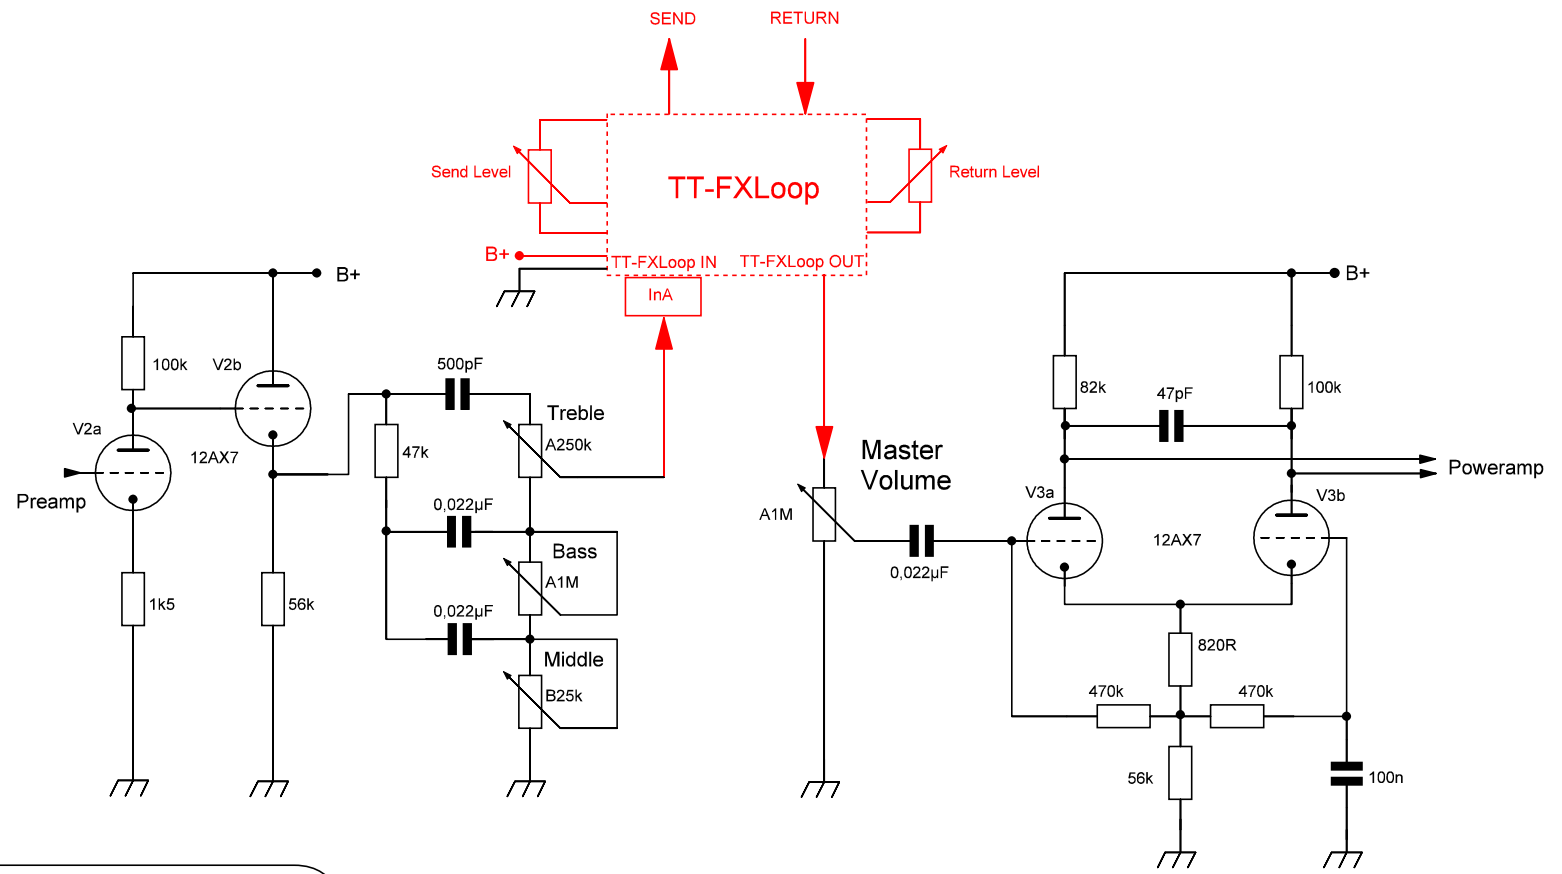 SEND
RETURN
Send Level
TT-FXLoop
Return Level
B+
TT-FXLoop IN
TT-FXLoop OUT
InA
B+
100k
V2b
V2a
12AX7
Preamp
1k5
56k
500pF
Treble
A250k
47k
0,022µF
Bass
A1M
0,022µF
Middle
B25k
Master
Volume
A1M
0,022µF
B+
82k
47pF
100k
Poweramp
V3a
V3b
12AX7
820R
470k
470k
56k
100n